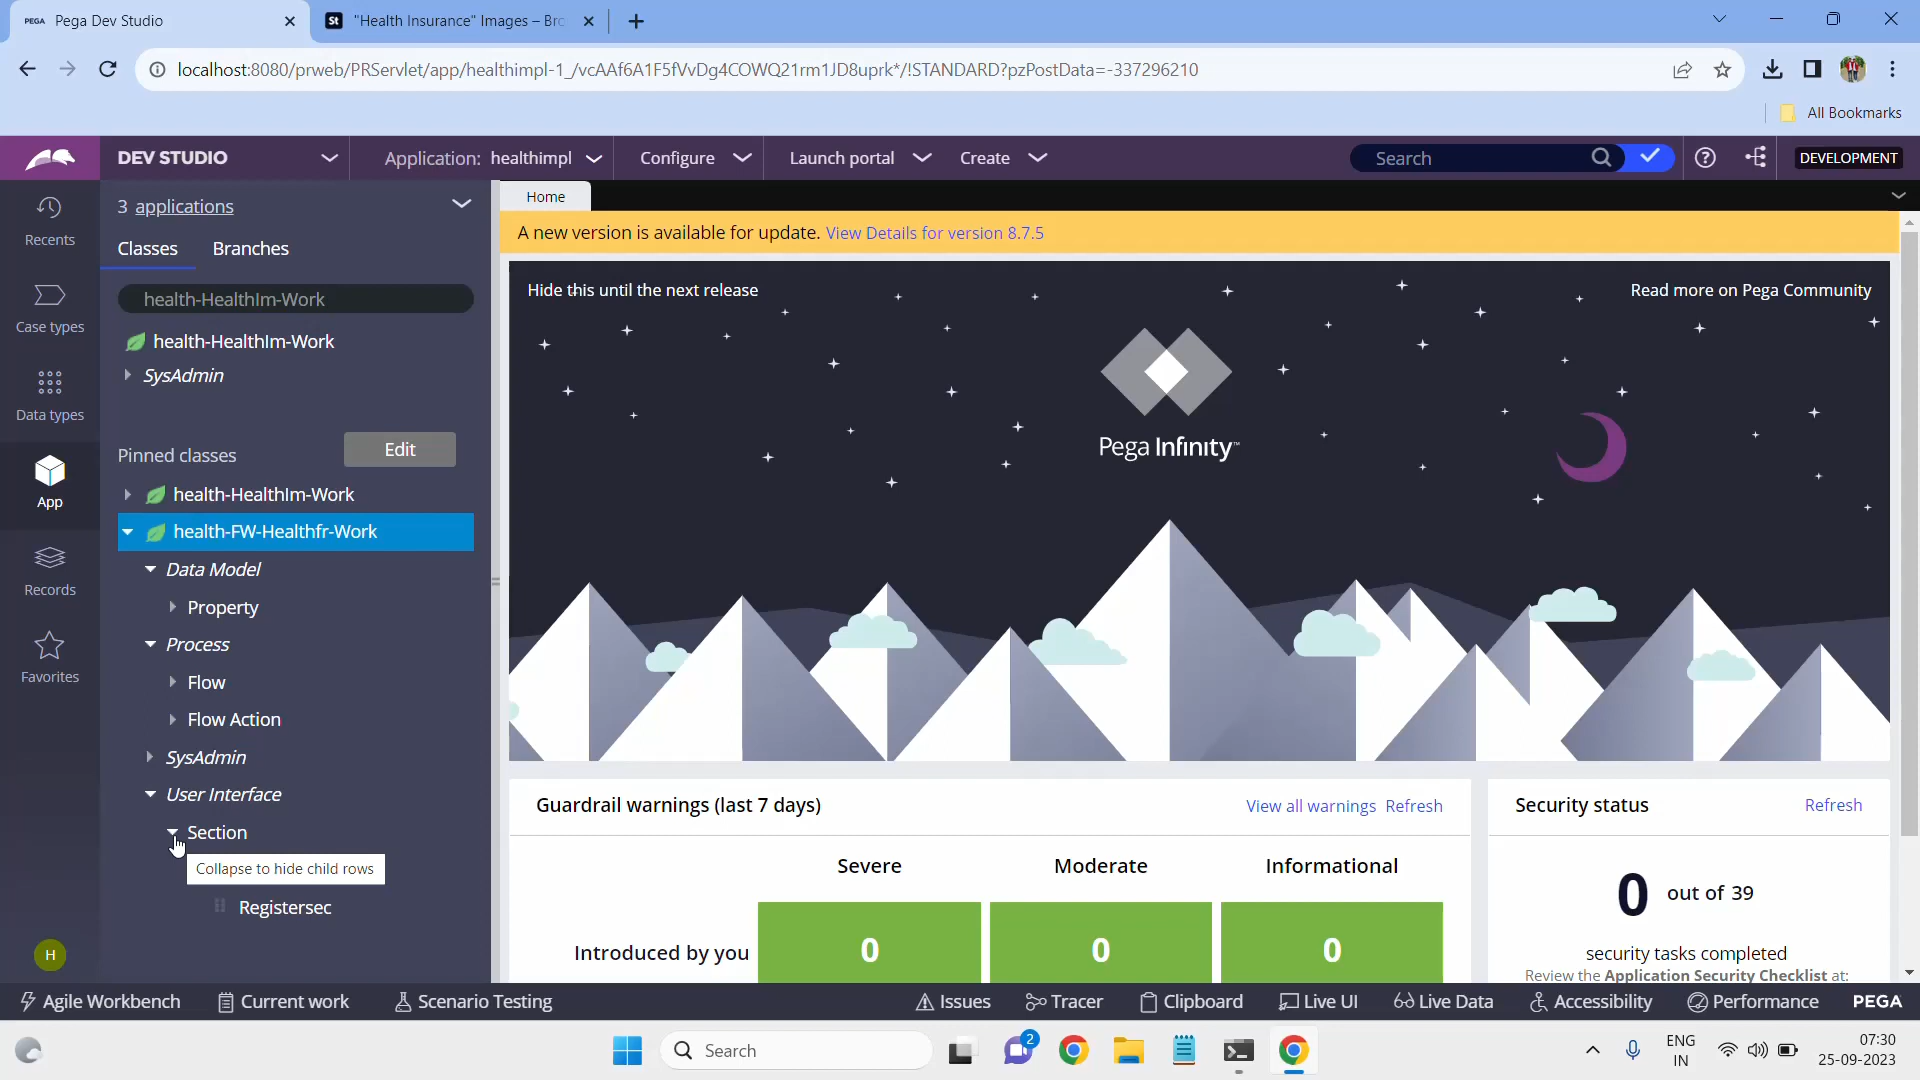 PEGA Pega Dev Studio
St "Health Insurance" Images – Bro
localhost:8080/prweb/PRServlet/app/healthimpl-1_/vcAAf6A1F5fVvDg4COWQ21rm1JD8uprk*/!STANDARD?pzPostData=-337296210
All Bookmarks
DEV STUDIO
Application: healthimpl
Configure
Launch portal
Create
Search
DEVELOPMENT
Recents
Case types
Data types
App
Records
Favorites
H
3 applications
Classes
Branches
health-HealthIm-Work
health-HealthIm-Work
SysAdmin
Pinned classes
Edit
health-HealthIm-Work
health-FW-Healthfr-Work
Data Model
Property
Process
Flow
Flow Action
SysAdmin
User Interface
Section
Collapse to hide child rows
Registersec
Home
A new version is available for update. View Details for version 8.7.5
Hide this until the next release
Read more on Pega Community
Pega Infinity™
Guardrail warnings (last 7 days)
View all warnings Refresh
Severe
Moderate
Informational
Introduced by you
0
0
0
Security status
Refresh
0 out of 39
security tasks completed
Review the Application Security Checklist at:
Agile Workbench
Current work
Scenario Testing
Issues
Tracer
Clipboard
Live UI
Live Data
Accessibility
Performance
PEGA
Search
2
ENG
IN
07:30
25-09-2023